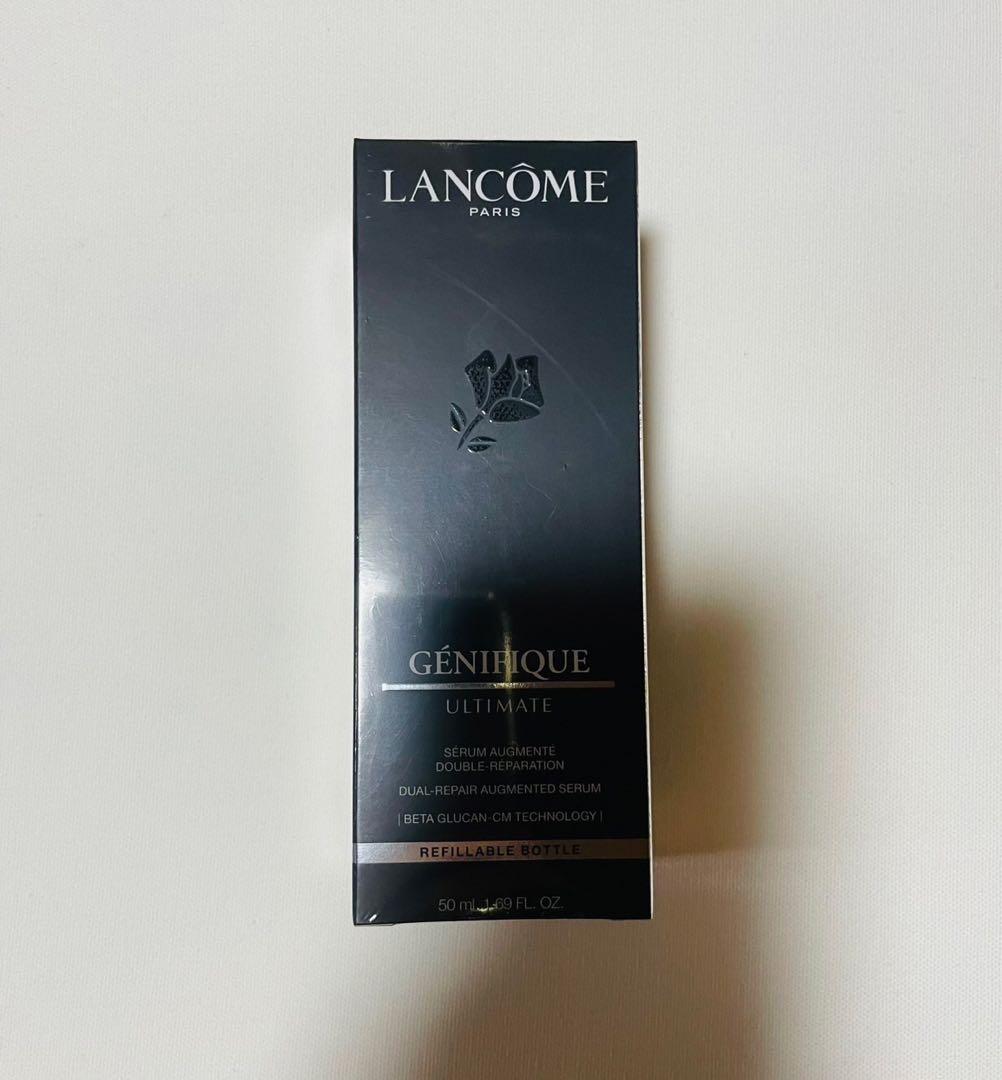 LANCÔME
PARIS
GÉNIFIQUE
ULTIMATE
SÉRUM AUGMENTÉ
DOUBLE-RÉPARATION
DUAL-REPAIR AUGMENTED SERUM
| BETA GLUCAN-CM TECHNOLOGY |
REFILLABLE BOTTLE
50 ml 1.69 FL. OZ.